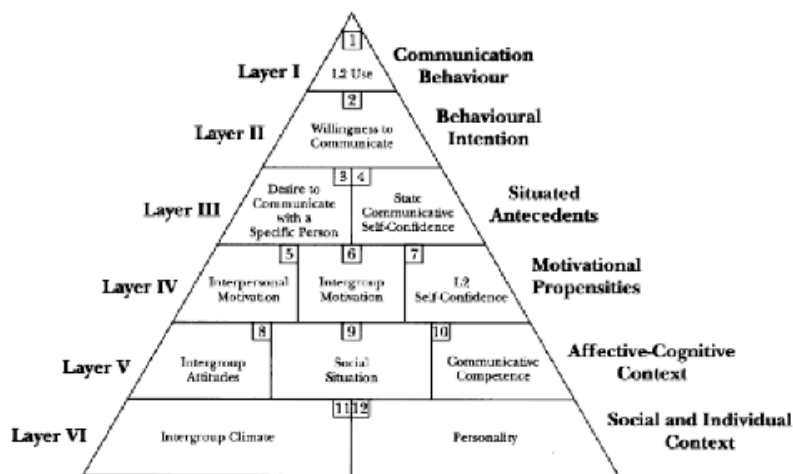 1
Layer I
L2 Use
Communication
Behaviour
2
Layer II
Willingness to
Communicate
Behavioural
Intention
3 4
Layer III
Desire to
Communicate
with a
Specific Person
State
Communicative
Self-Confidence
Situated
Antecedents
5 6 7
Layer IV
Interpersonal
Motivation
Intergroup
Motivation
L2
Self-Confidence
Motivational
Propensities
8 9 10
Layer V
Intergroup
Attitudes
Social
Situation
Communicative
Competence
Affective-Cognitive
Context
11 12
Layer VI
Intergroup Climate
Personality
Social and Individual
Context